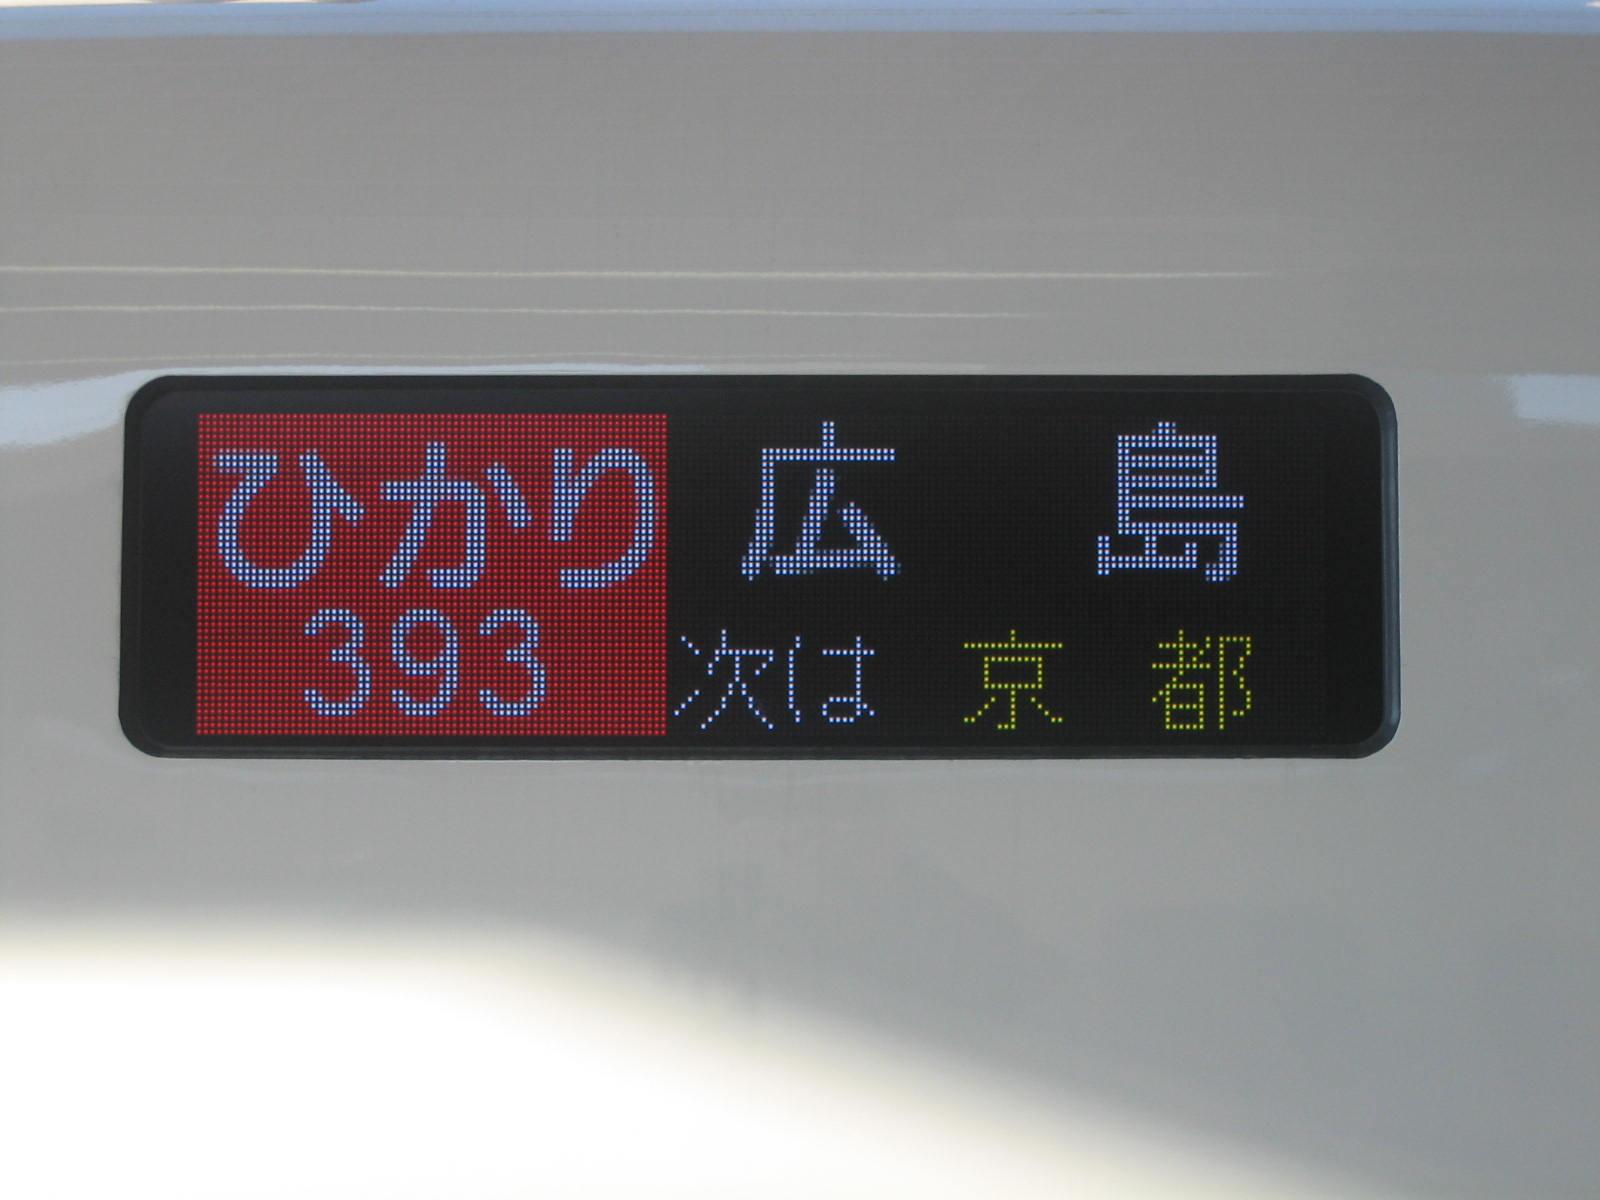 ひかり 広島
393 次は 京都